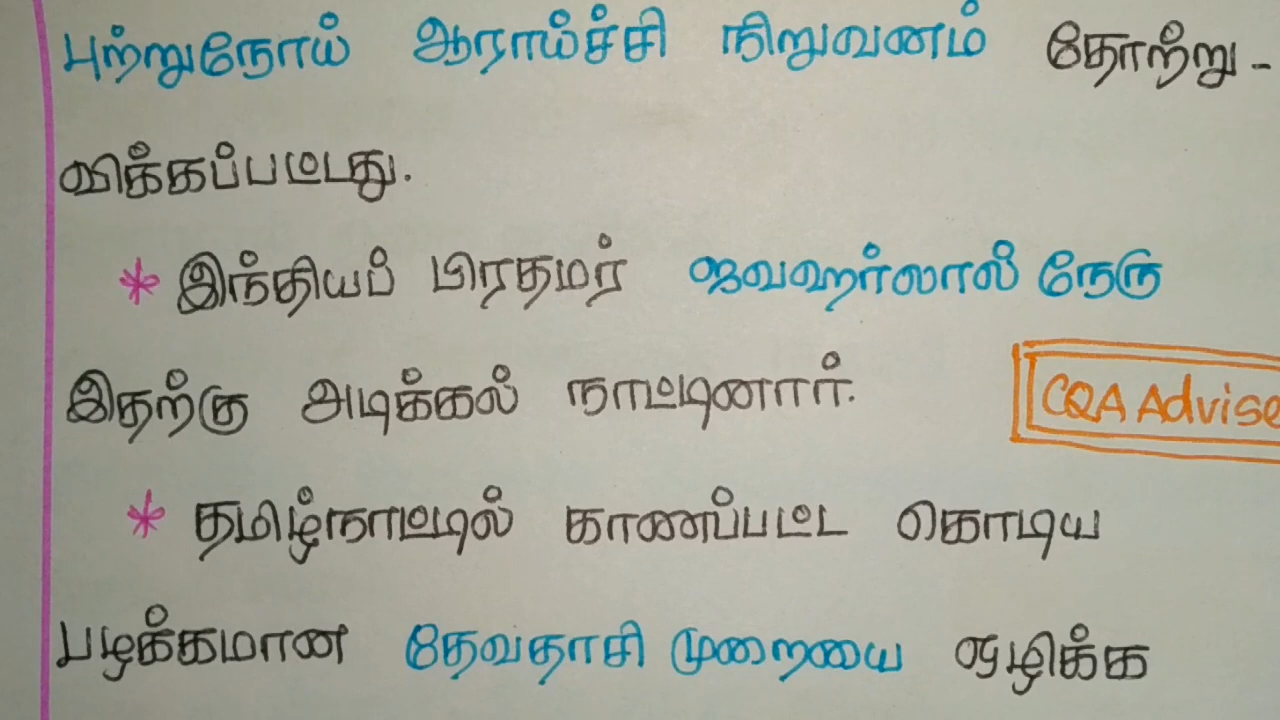 புற்றுநோய் ஆராய்ச்சி நிறுவனம் தோற்று-
விக்கப்பட்டது.
* இந்தியப் பிரதமர் ஜவஹர்லால் நேரு
இதற்கு அடிக்கல் நாட்டினார்.
CQA Advise
* தமிழ்நாட்டில் காணப்பட்ட கொடிய
பழக்கமான தேவதாசி முறையை ஒழிக்க